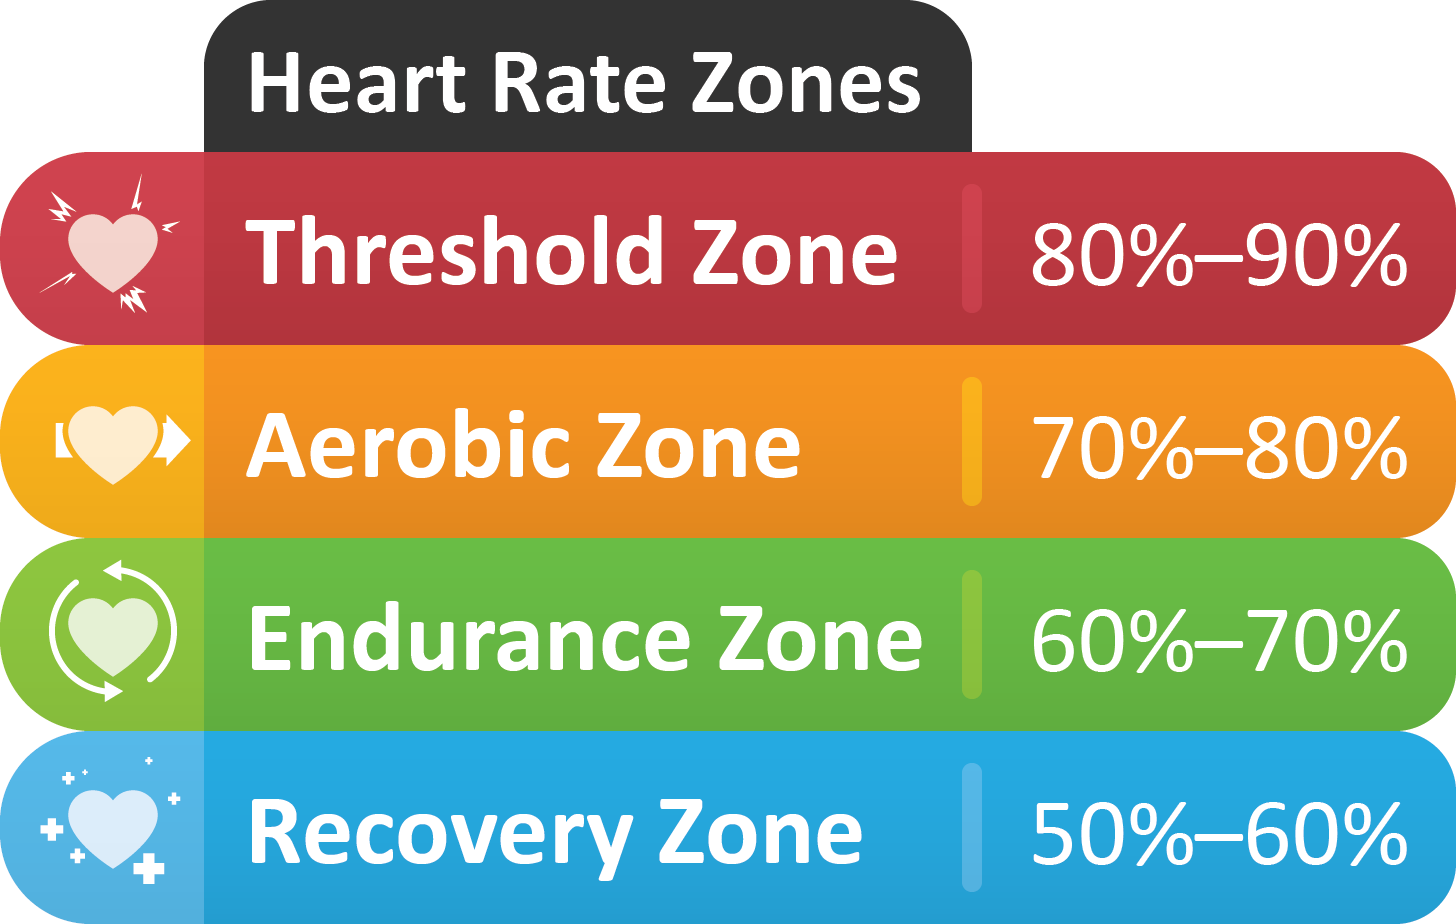 Heart Rate Zones
Threshold Zone 80%–90%
Aerobic Zone 70%–80%
Endurance Zone 60%–70%
Recovery Zone 50%–60%